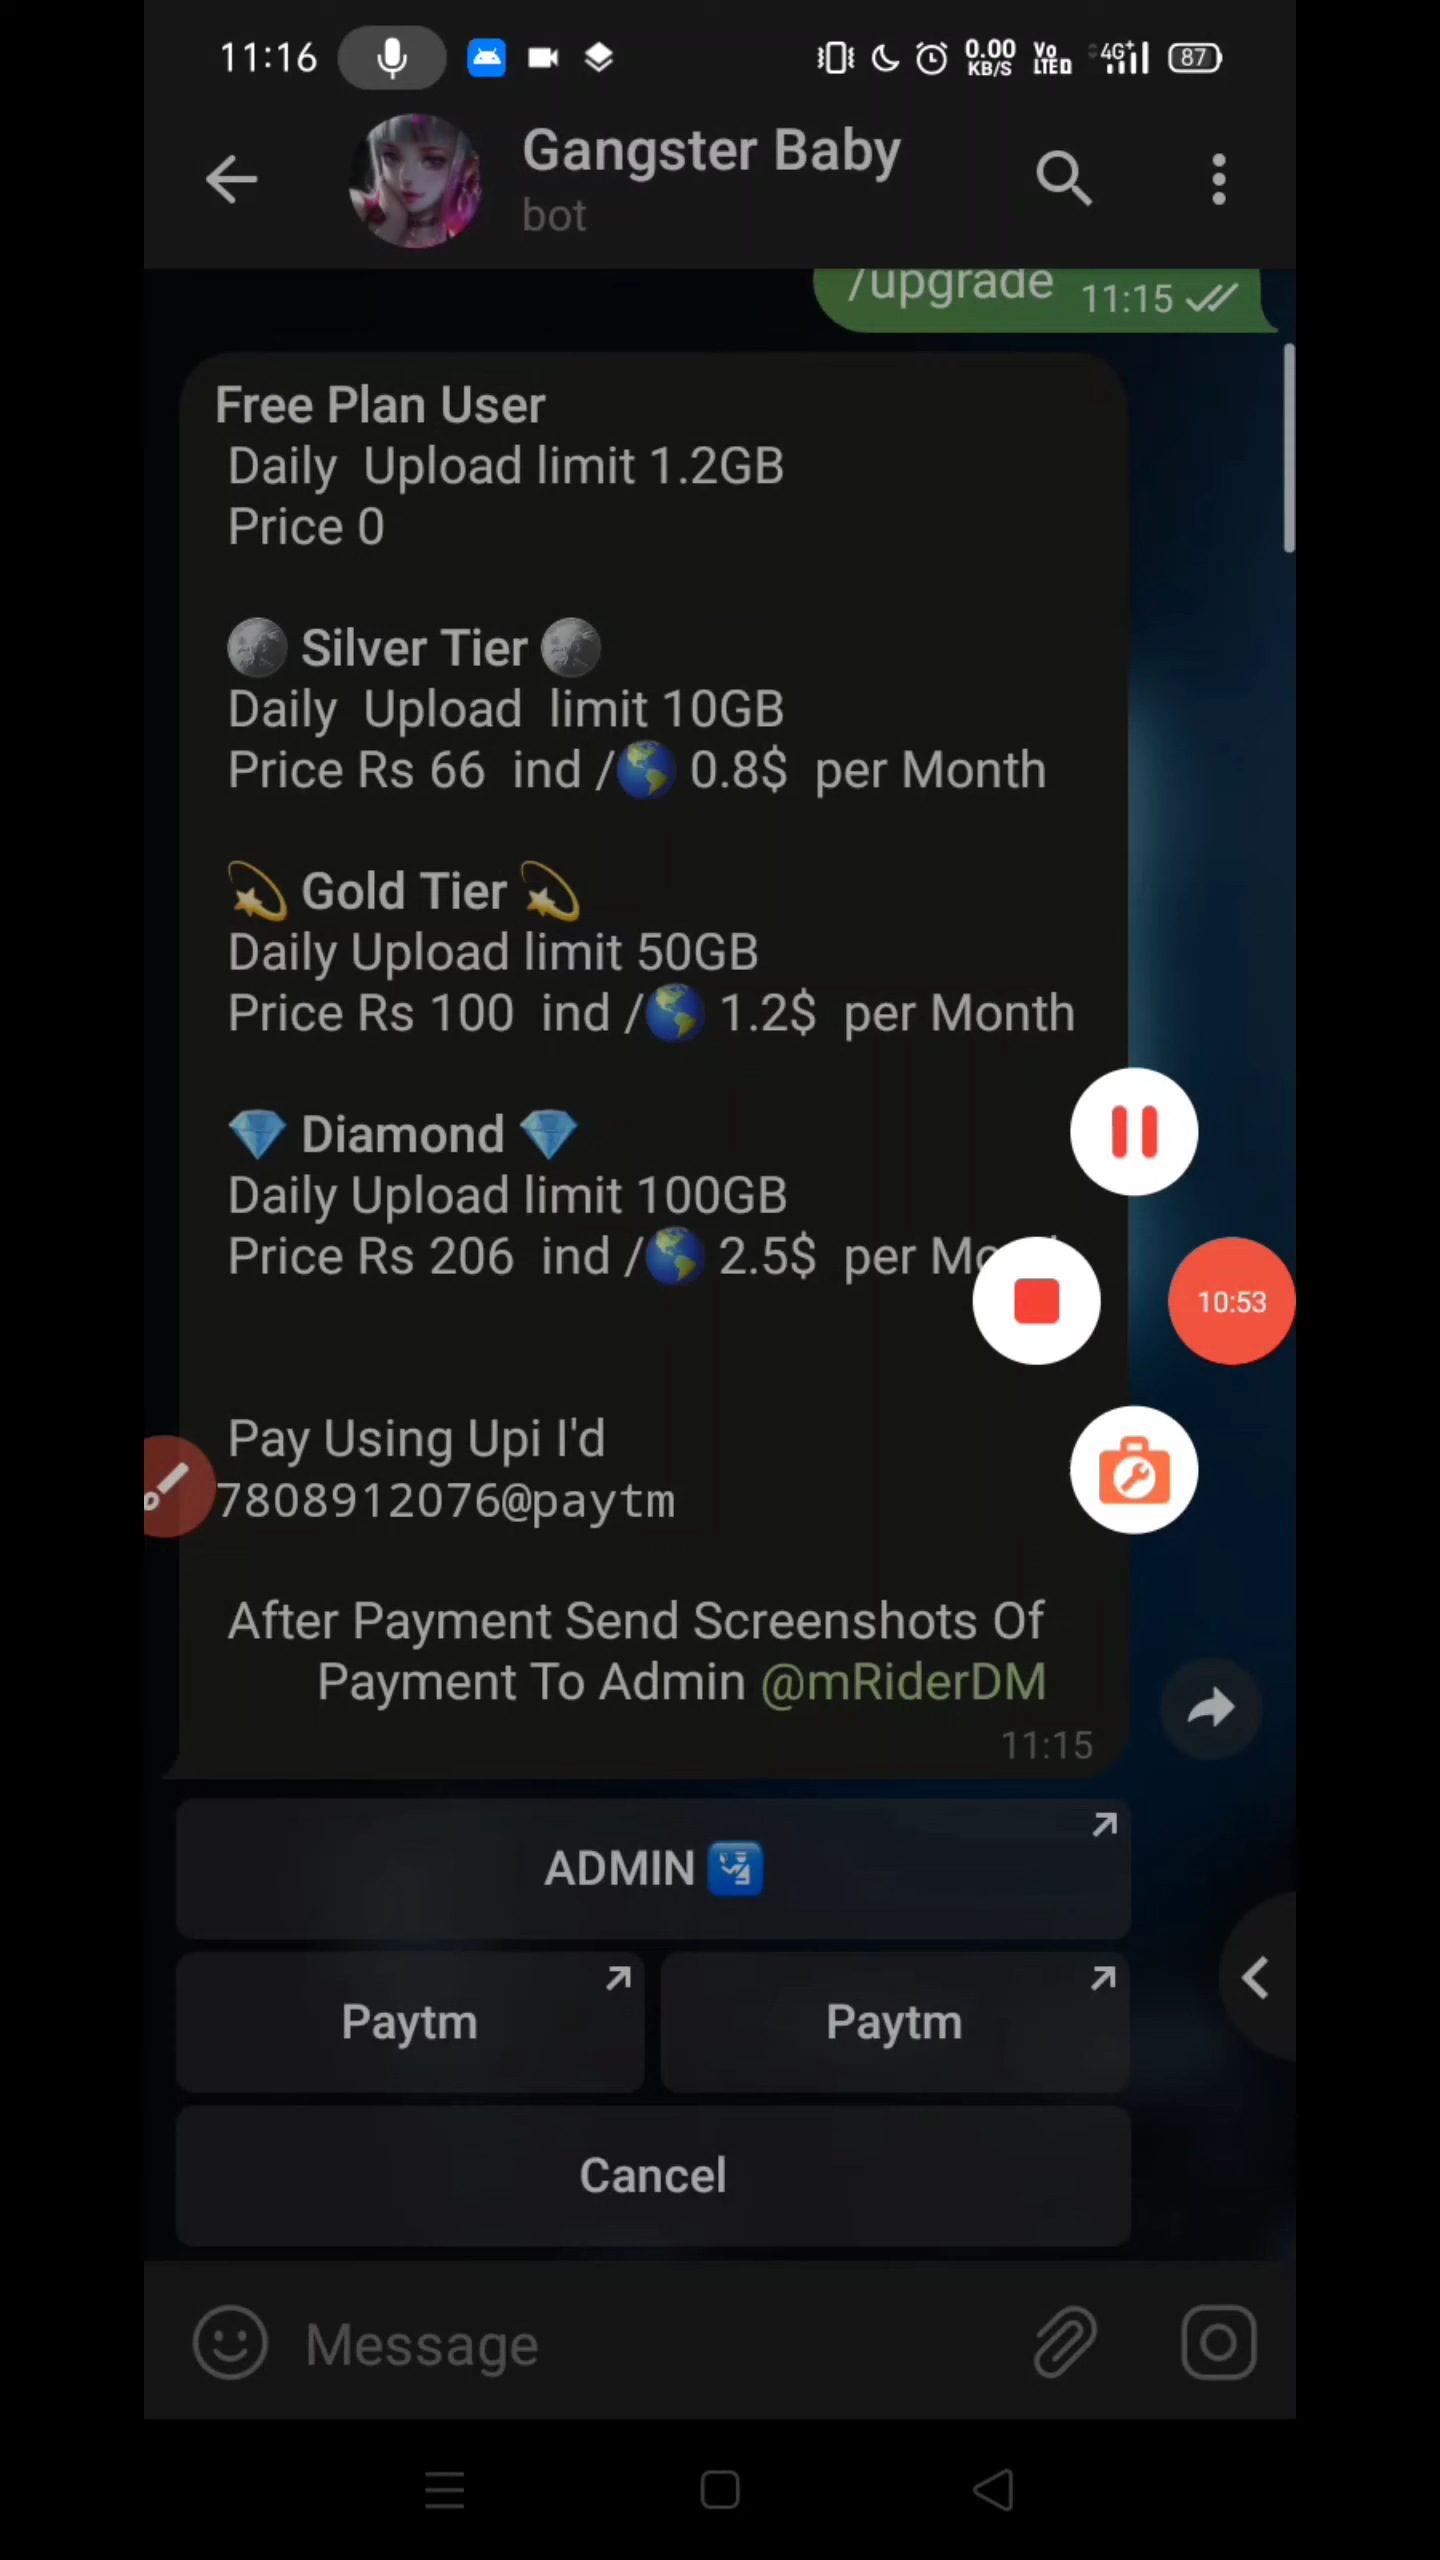 11:16
0.00
KB/S
Vo
LTED
4G+
87
Gangster Baby
bot
/upgrade 11:15
Free Plan User
Daily Upload limit 1.2GB
Price 0
Silver Tier
Daily Upload limit 10GB
Price Rs 66 ind /🌎 0.8$ per Month
💫 Gold Tier 💫
Daily Upload limit 50GB
Price Rs 100 ind /🌎 1.2$ per Month
💎 Diamond 💎
Daily Upload limit 100GB
Price Rs 206 ind /🌎 2.5$ per
10:53
Pay Using Upi I'd
7808912076@paytm
After Payment Send Screenshots Of
Payment To Admin @mRiderDM
11:15
ADMIN 🛂
Paytm Paytm
Cancel
Message